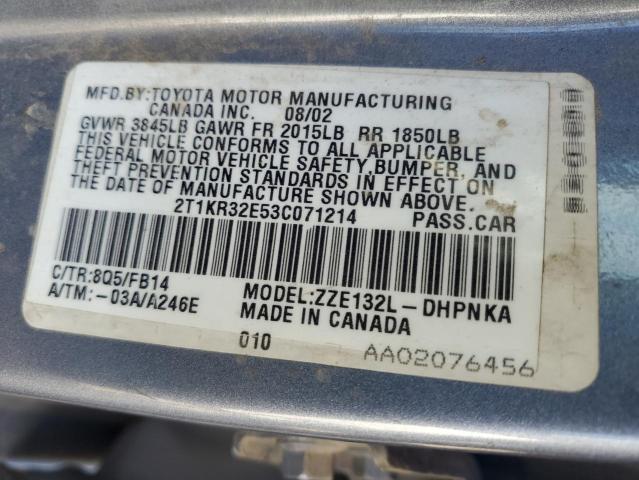 MFD.BY:TOYOTA MOTOR MANUFACTURING
CANADA INC. 08/02
GVWR 3845LB GAWR FR 2015LB RR 1850LB
THIS VEHICLE CONFORMS TO ALL APPLICABLE
FEDERAL MOTOR VEHICLE SAFETY,BUMPER, AND
THEFT PREVENTION STANDARDS IN EFFECT ON
THE DATE OF MANUFACTURE SHOWN ABOVE.
2T1KR32E53C071214 PASS.CAR
C/TR:8Q5/FB14
A/TM:-03A/A246E MODEL:ZZE132L-DHPNKA
MADE IN CANADA
010 AA02076456